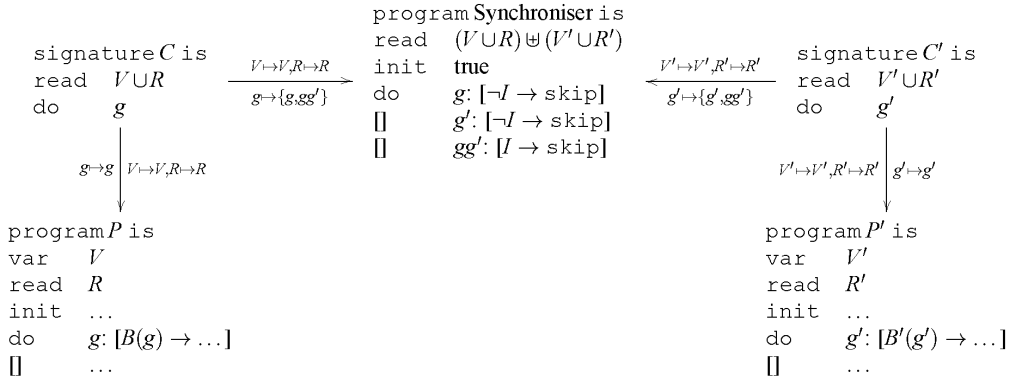 program Synchroniser is
read (V∪R)⊎(V′∪R′)
init true
do g: [¬I → skip]
[] g′: [¬I → skip]
[] gg′: [I → skip]
signature C is
read V∪R
do g
V↦V,R↦R
g↦{g,gg′}
V′↦V′,R′↦R′
g′↦{g′,gg′}
signature C′ is
read V′∪R′
do g′
g↦g V↦V,R↦R
V′↦V′,R′↦R′ g′↦g′
program P is
var V
read R
init ...
do g: [B(g) → ...]
[] ...
program P′ is
var V′
read R′
init ...
do g′: [B′(g′) → ...]
[] ...